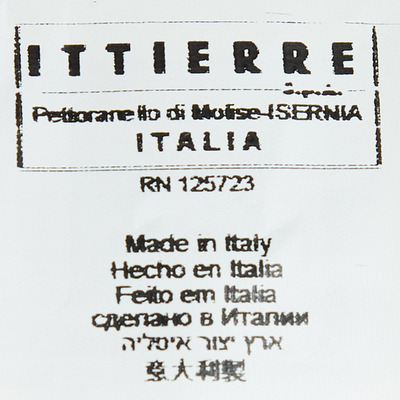 ITTIERRE
S.p.A.
Pettoranello di Molise-ISERNIA
ITALIA
RN 125723
Made in Italy
Hecho en Italia
Feito em Italia
сделано в Италии
ארץ יצור איטליה
意大利製